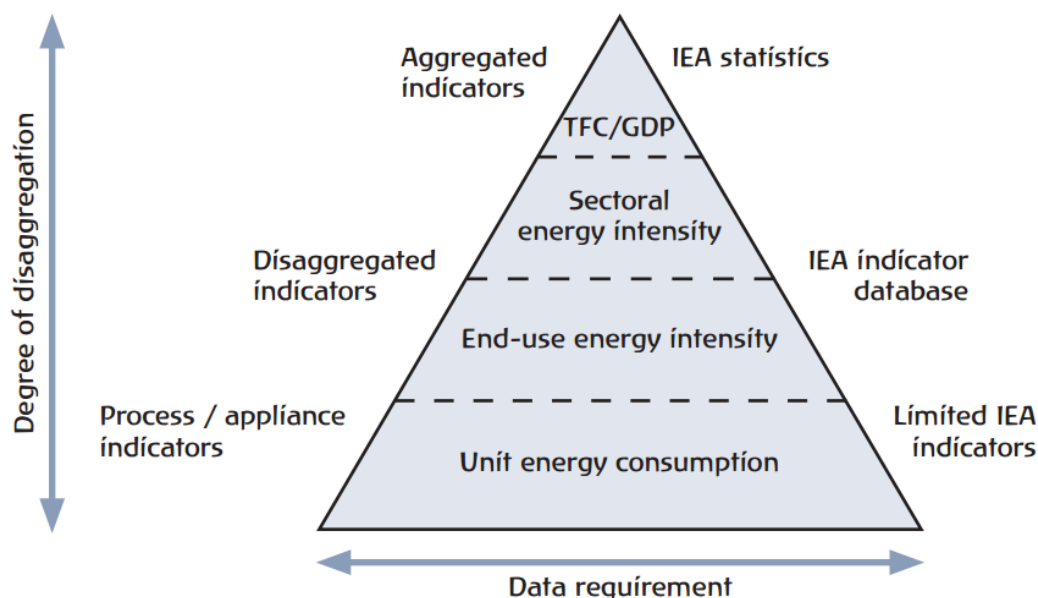 Aggregated
indicators
IEA statistics
TFC/GDP
Sectoral
energy intensity
Disaggregated
indicators
IEA indicator
database
End-use energy intensity
Process / appliance
indicators
Limited IEA
indicators
Unit energy consumption
Degree of disaggregation
Data requirement